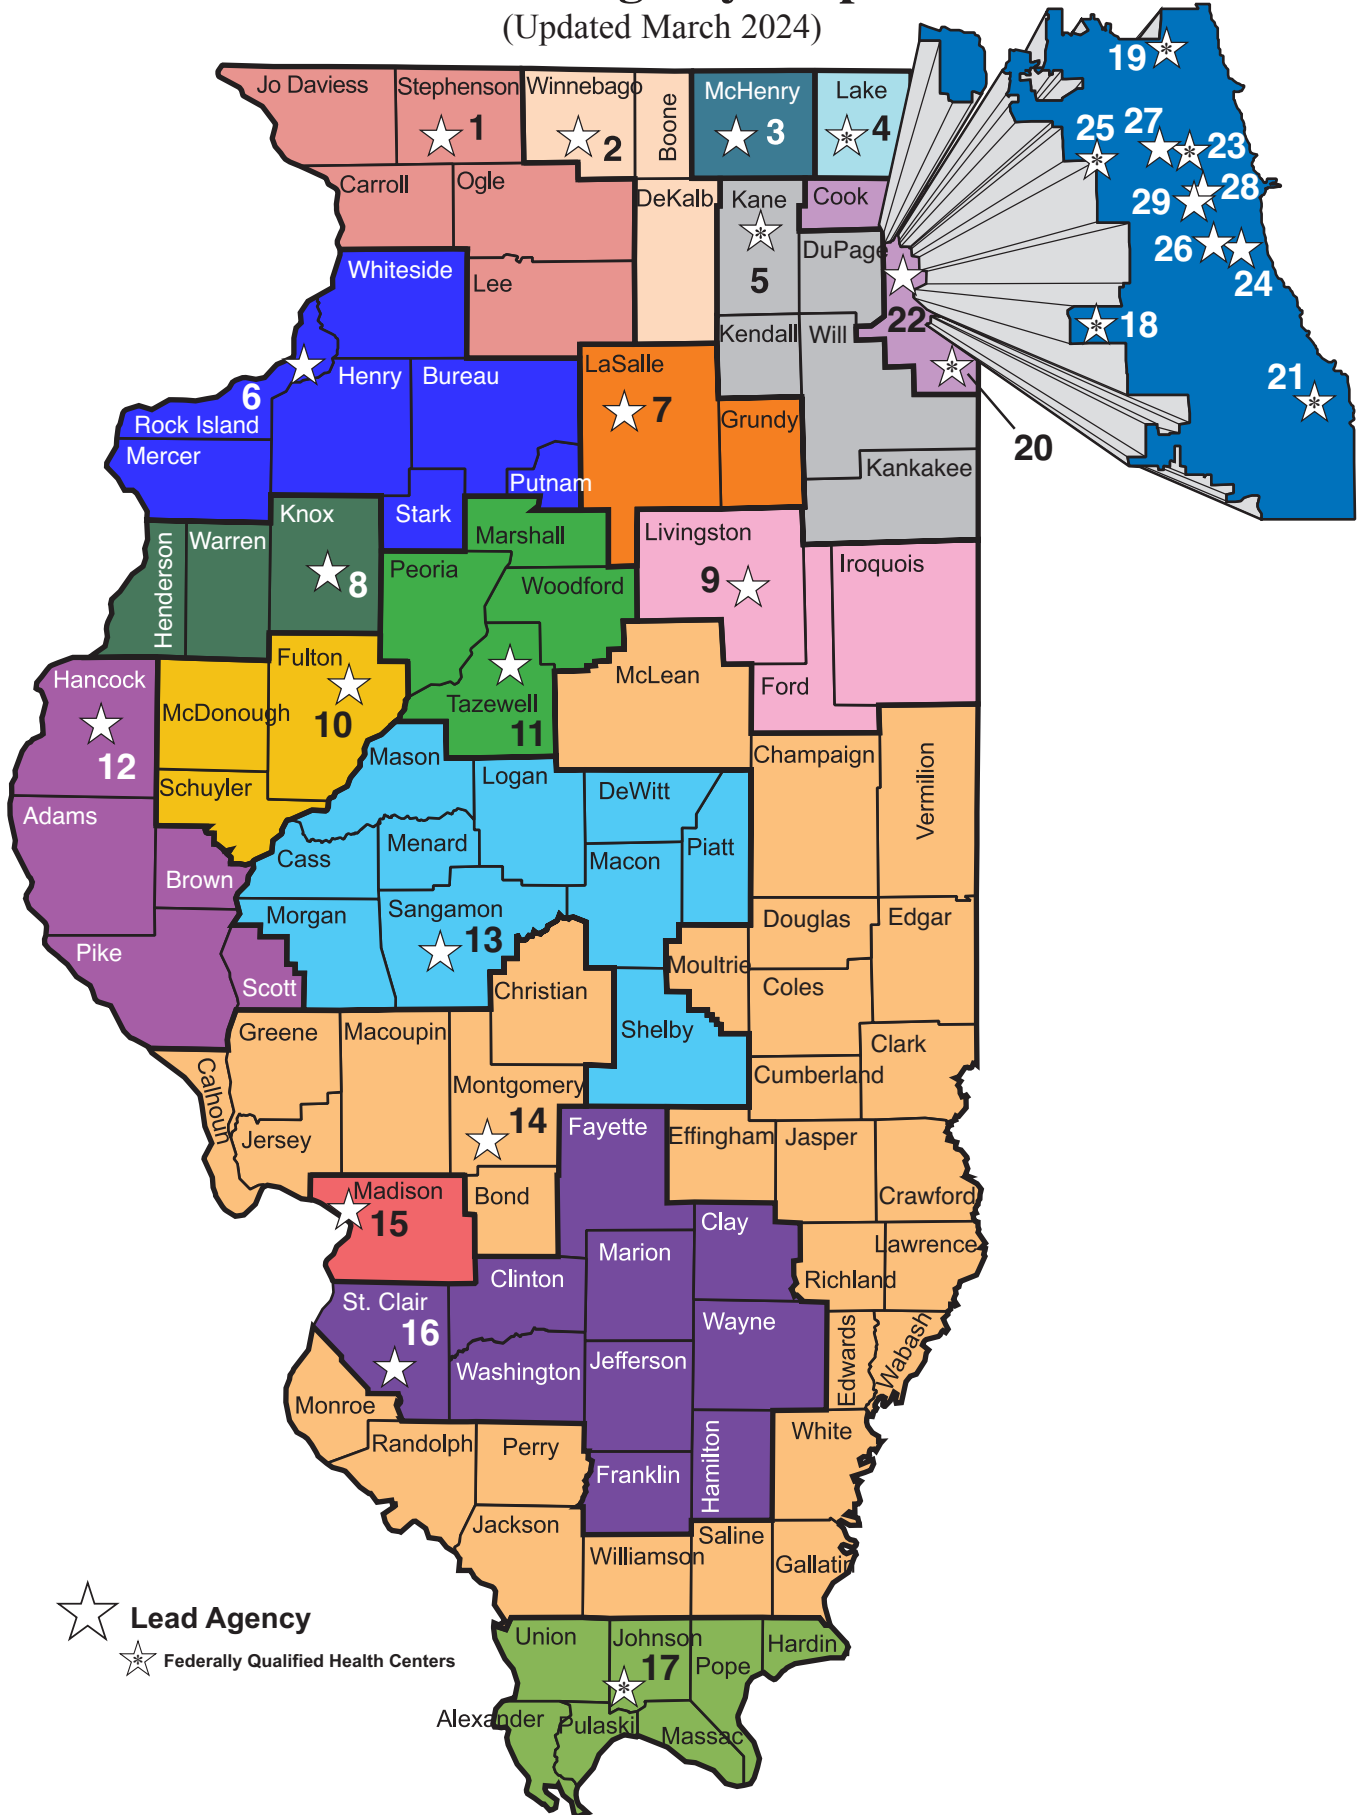 (Updated March 2024)
19
Jo Daviess
Stephenson
Winnebago
Boone
McHenry
Lake
1
2
3
4
25
27
23
28
29
26
24
18
21
Carroll
Ogle
DeKalb
Kane
Cook
DuPage
5
22
Whiteside
Lee
Kendall
Will
LaSalle
7
Henry
Bureau
6
Rock Island
Mercer
Grundy
20
Kankakee
Putnam
Stark
Knox
Warren
Henderson
8
Marshall
Peoria
Woodford
Livingston
9
Iroquois
Fulton
10
McLean
Ford
Hancock
12
McDonough
Tazewell
11
Mason
Logan
Champaign
Vermilion
Schuyler
DeWitt
Adams
Menard
Cass
Macon
Piatt
Brown
Morgan
Sangamon
13
Douglas
Edgar
Pike
Scott
Christian
Moultrie
Coles
Shelby
Greene
Macoupin
Clark
Calhoun
Montgomery
14
Cumberland
Jersey
Fayette
Effingham
Jasper
Madison
15
Bond
Crawford
Clay
Marion
Lawrence
Clinton
Richland
St. Clair
16
Wayne
Edwards
Wabash
Washington
Jefferson
Monroe
Randolph
Perry
White
Franklin
Hamilton
Jackson
Saline
Williamson
Gallatin
Lead Agency
Federally Qualified Health Centers
Union
Johnson
17
Pope
Hardin
Alexander
Pulaski
Massac